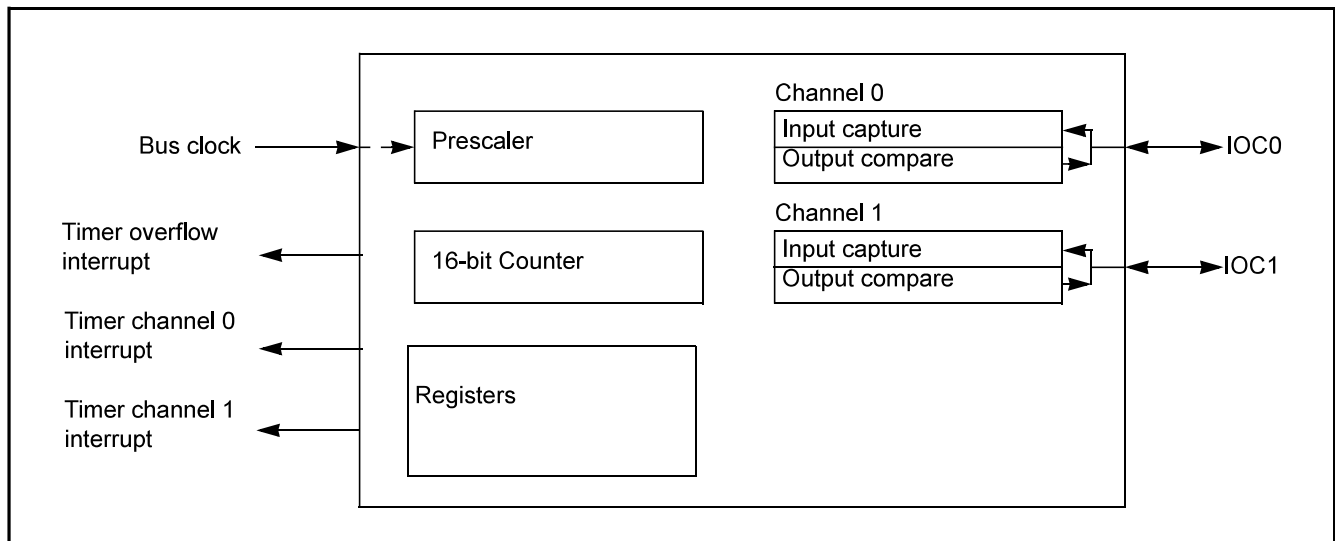 Bus clock
Timer overflow
interrupt
Timer channel 0
interrupt
Timer channel 1
interrupt
Prescaler
16-bit Counter
Registers
Channel 0
Input capture
Output compare
Channel 1
Input capture
Output compare
IOC0
IOC1